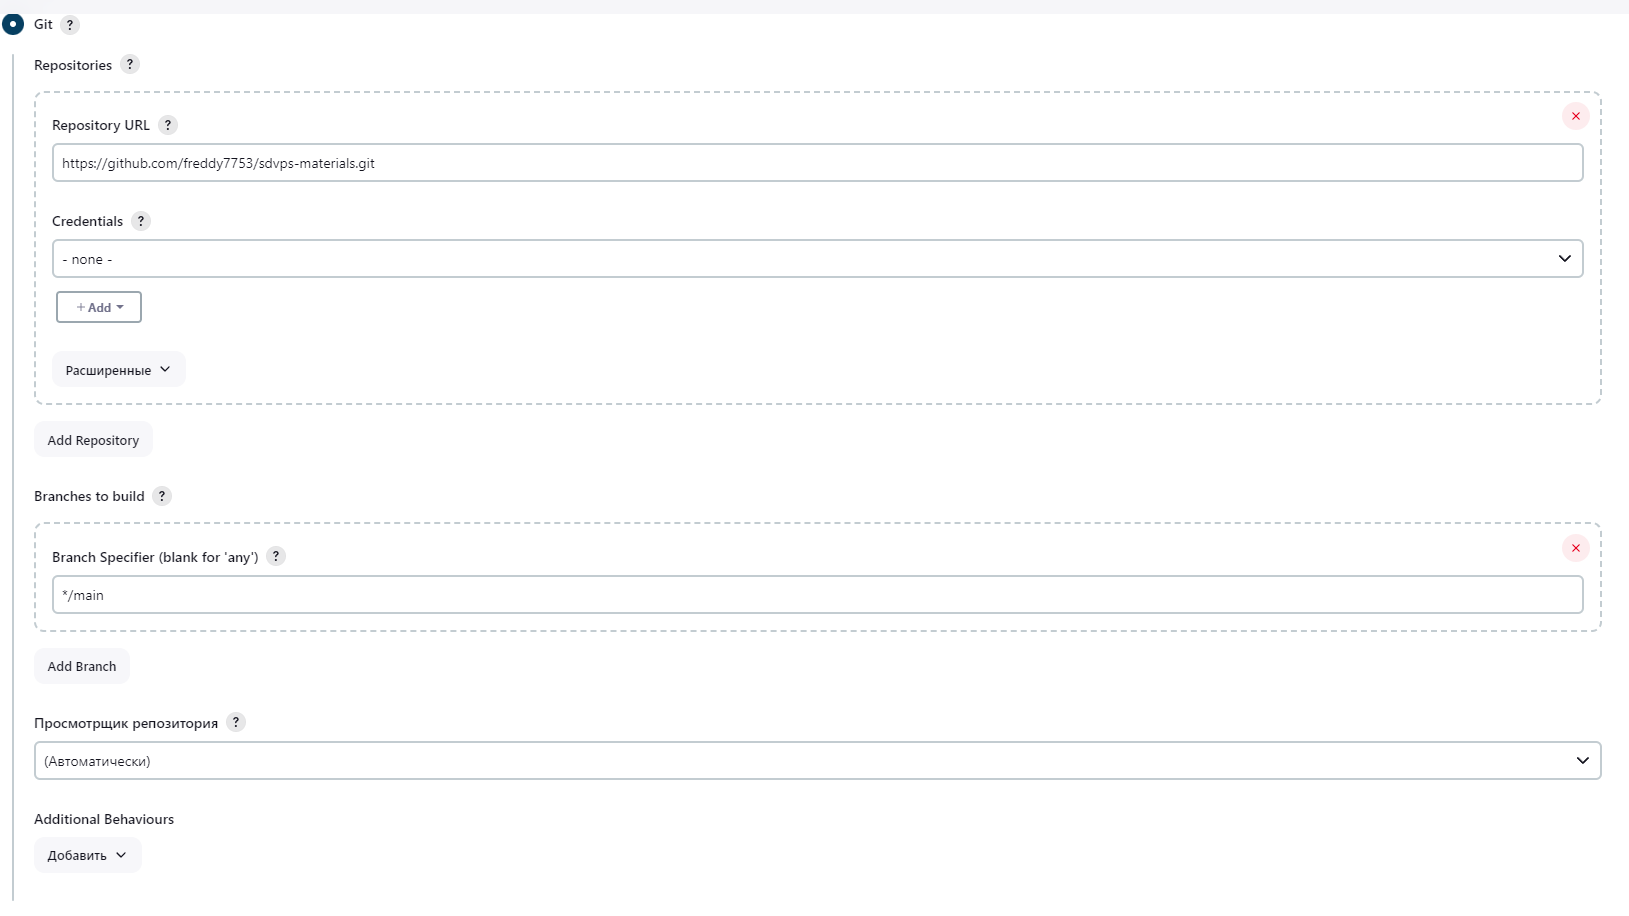 Git ?
Repositories ?
Repository URL ?
https://github.com/freddy7753/sdvps-materials.git
Credentials ?
- none -
+ Add
Расширенные
Add Repository
Branches to build ?
Branch Specifier (blank for 'any') ?
*/main
Add Branch
Просмотрщик репозитория ?
(Автоматически)
Additional Behaviours
Добавить